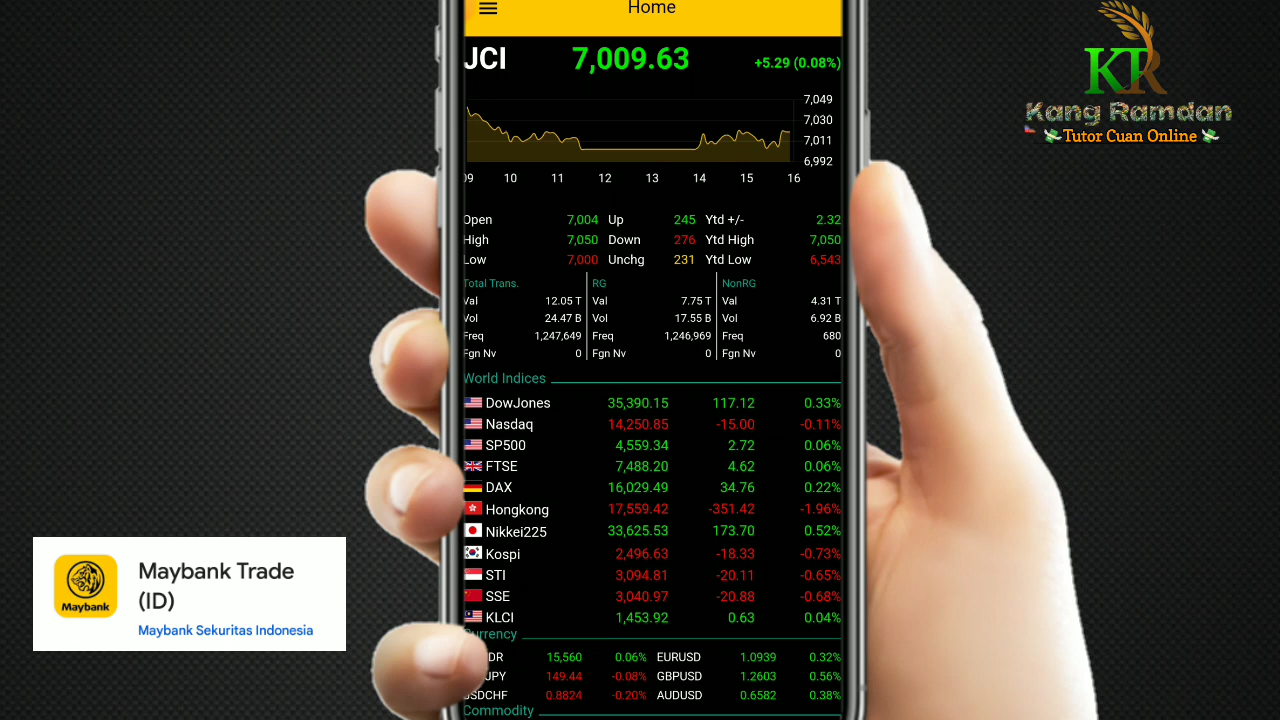 Home
JCI 7,009.63 +5.29 (0.08%)
7,049
7,030
7,011
6,992
09 10 11 12 13 14 15 16
Open 7,004 Up 245 Ytd +/- 2.32
High 7,050 Down 276 Ytd High 7,050
Low 7,000 Unchg 231 Ytd Low 6,543
Total Trans. RG NonRG
Val 12.05 T Val 7.75 T Val 4.31 T
Vol 24.47 B Vol 17.55 B Vol 6.92 B
Freq 1,247,649 Freq 1,246,969 Freq 680
Fgn Nv 0 Fgn Nv 0 Fgn Nv 0
World Indices
DowJones 35,390.15 117.12 0.33%
Nasdaq 14,250.85 -15.00 -0.11%
SP500 4,559.34 2.72 0.06%
FTSE 7,488.20 4.62 0.06%
DAX 16,029.49 34.76 0.22%
Hongkong 17,559.42 -351.42 -1.96%
Nikkei225 33,625.53 173.70 0.52%
Kospi 2,496.63 -18.33 -0.73%
STI 3,094.81 -20.11 -0.65%
SSE 3,040.97 -20.88 -0.68%
KLCI 1,453.92 0.63 0.04%
Currency
DR 15,560 0.06% EURUSD 1.0939 0.32%
JPY 149.44 -0.08% GBPUSD 1.2603 0.56%
USDCHF 0.8824 -0.20% AUDUSD 0.6582 0.38%
Commodity
KR
Kang Ramdan
Tutor Cuan Online
Maybank
Maybank Trade
(ID)
Maybank Sekuritas Indonesia